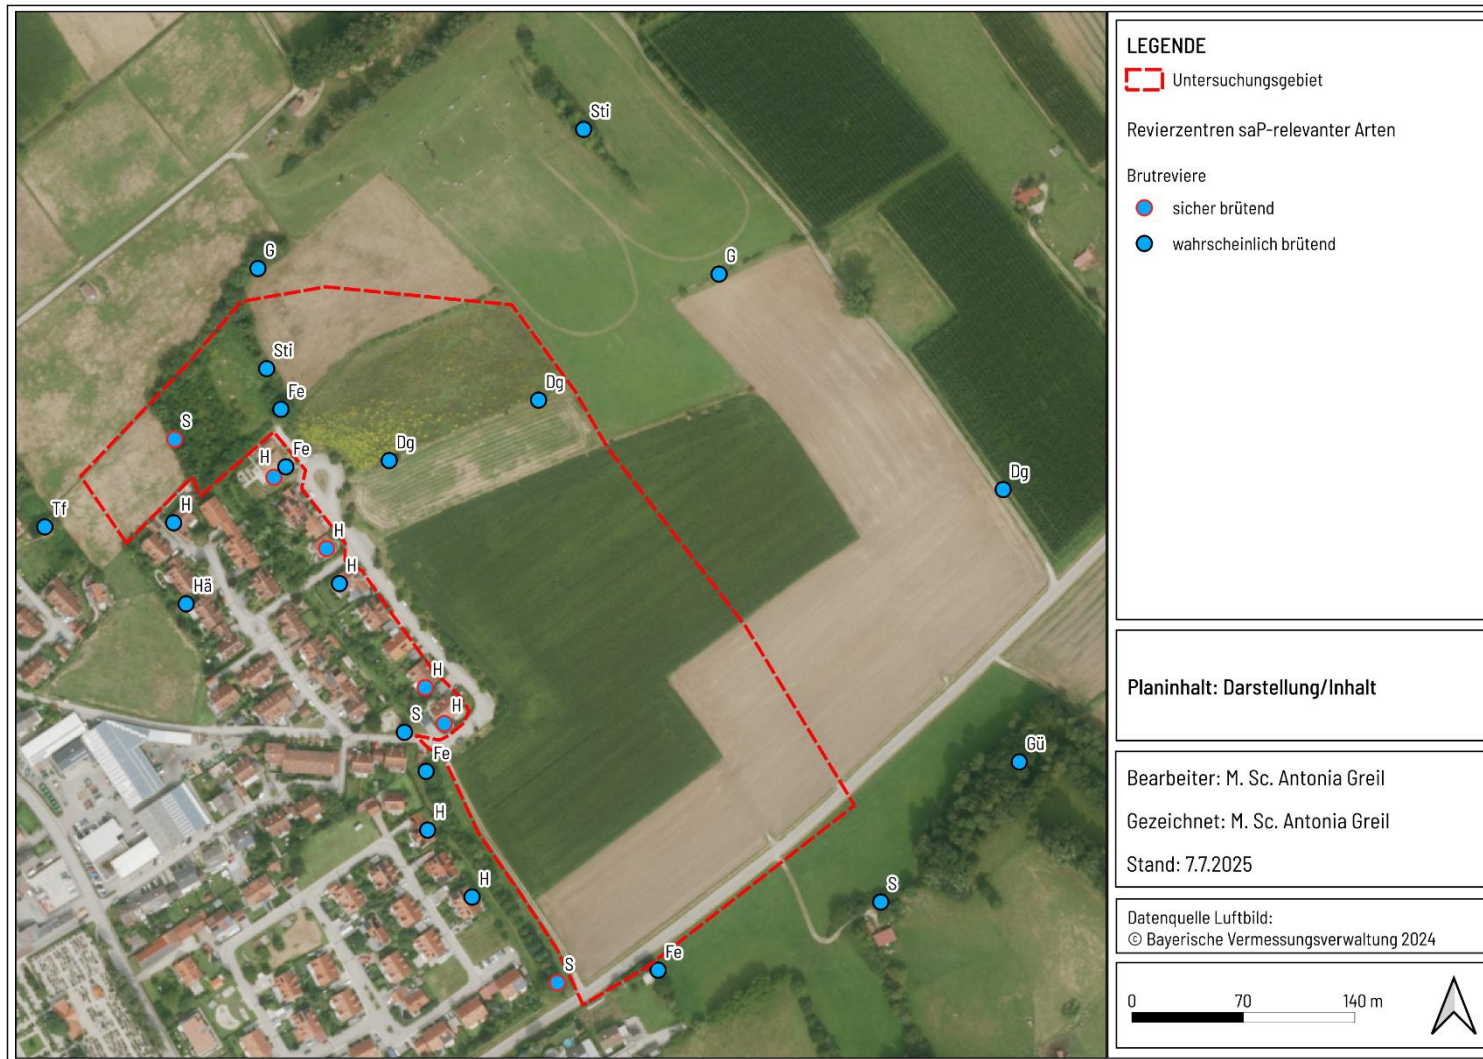 LEGENDE
Untersuchungsgebiet
Revierzentren saP-relevanter Arten
Brutreviere
sicher brütend
wahrscheinlich brütend
Planinhalt: Darstellung/Inhalt
Bearbeiter: M. Sc. Antonia Greil
Gezeichnet: M. Sc. Antonia Greil
Stand: 7.7.2025
Datenquelle Luftbild:
© Bayerische Vermessungsverwaltung 2024
0 70 140 m
Sti
G
G
Sti
Fe
Dg
S
Dg
Fe
H
Dg
Tf
H
H
H
Hä
H
H
S
Fe
Gü
H
H
S
Fe
S